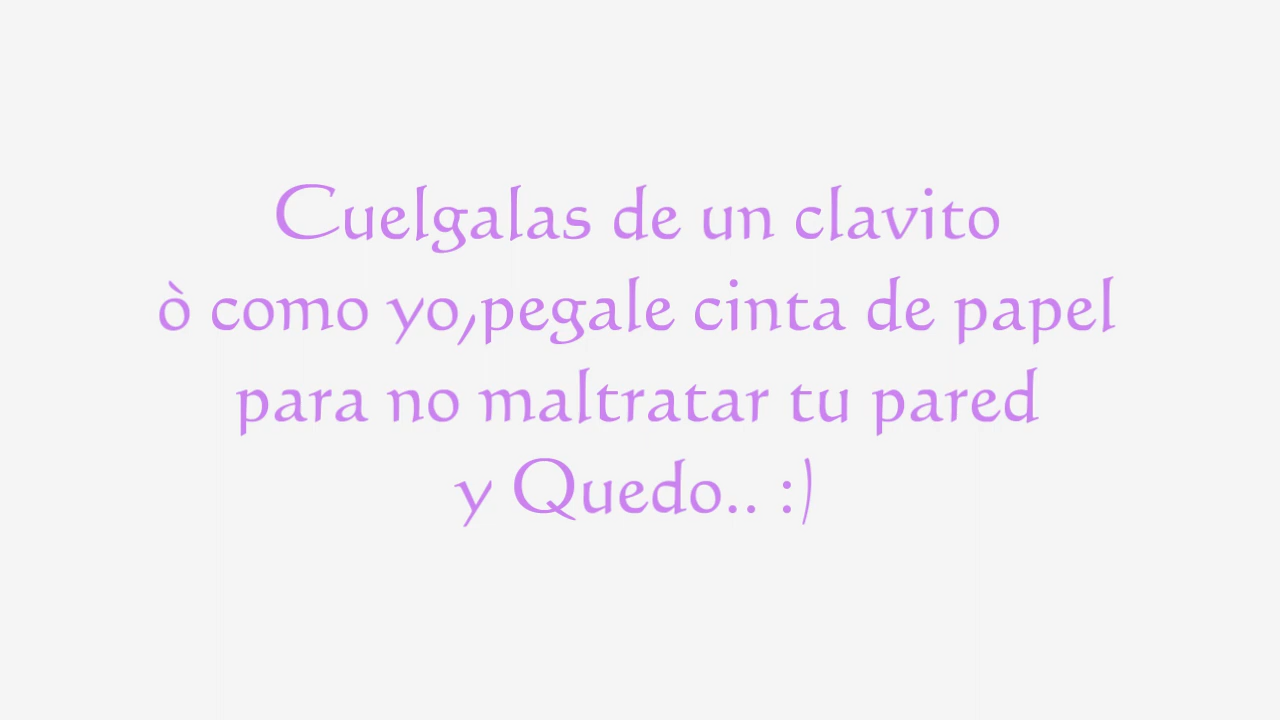 Cuelgalas de un clavito
ò como yo,pegale cinta de papel
para no maltratar tu pared
y Quedo.. :)